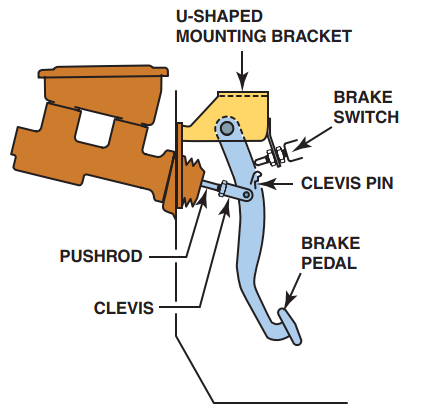 U-SHAPED
MOUNTING BRACKET
BRAKE
SWITCH
CLEVIS PIN
PUSHROD
BRAKE
PEDAL
CLEVIS